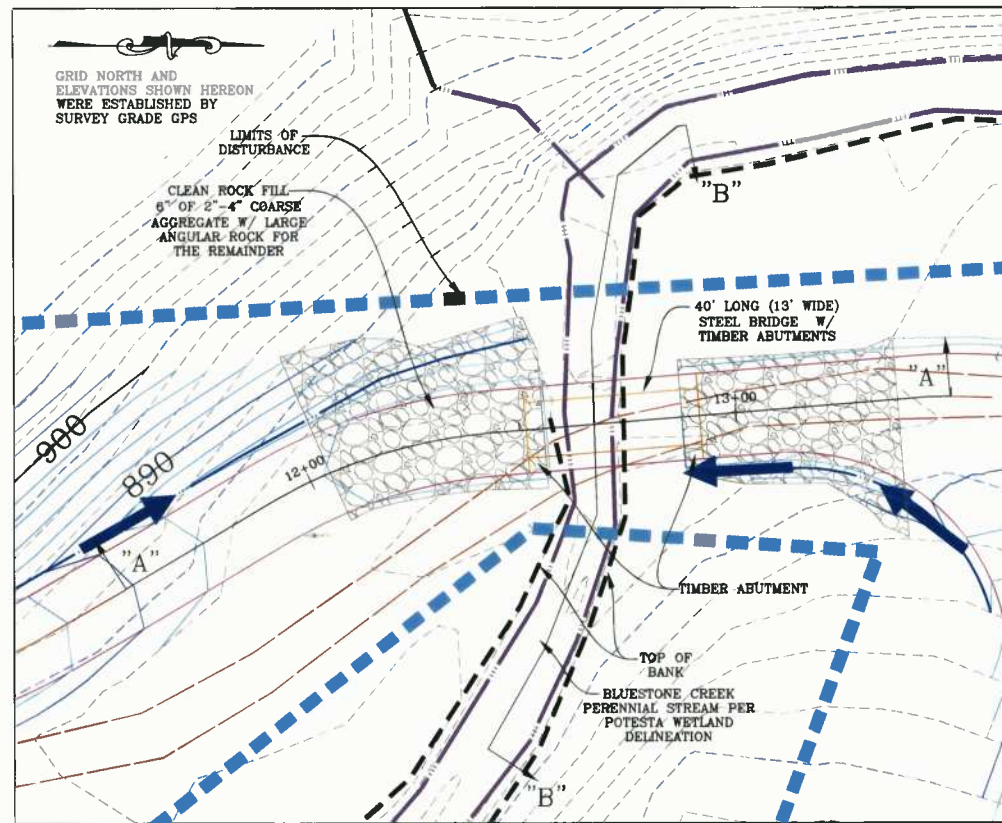 GRID NORTH AND
ELEVATIONS SHOWN HEREON
WERE ESTABLISHED BY
SURVEY GRADE GPS
LIMITS OF
DISTURBANCE
CLEAN ROCK FILL
6" OF 2"-4" COARSE
AGGREGATE W/ LARGE
ANGULAR ROCK FOR
THE REMAINDER
"B"
40' LONG (13' WIDE)
STEEL BRIDGE W/
TIMBER ABUTMENTS
"A"
13+00
900
890
12+00
"A"
TIMBER ABUTMENT
TOP OF
BANK
BLUESTONE CREEK
PERENNIAL STREAM PER
POTESTA WETLAND
DELINEATION
"B"